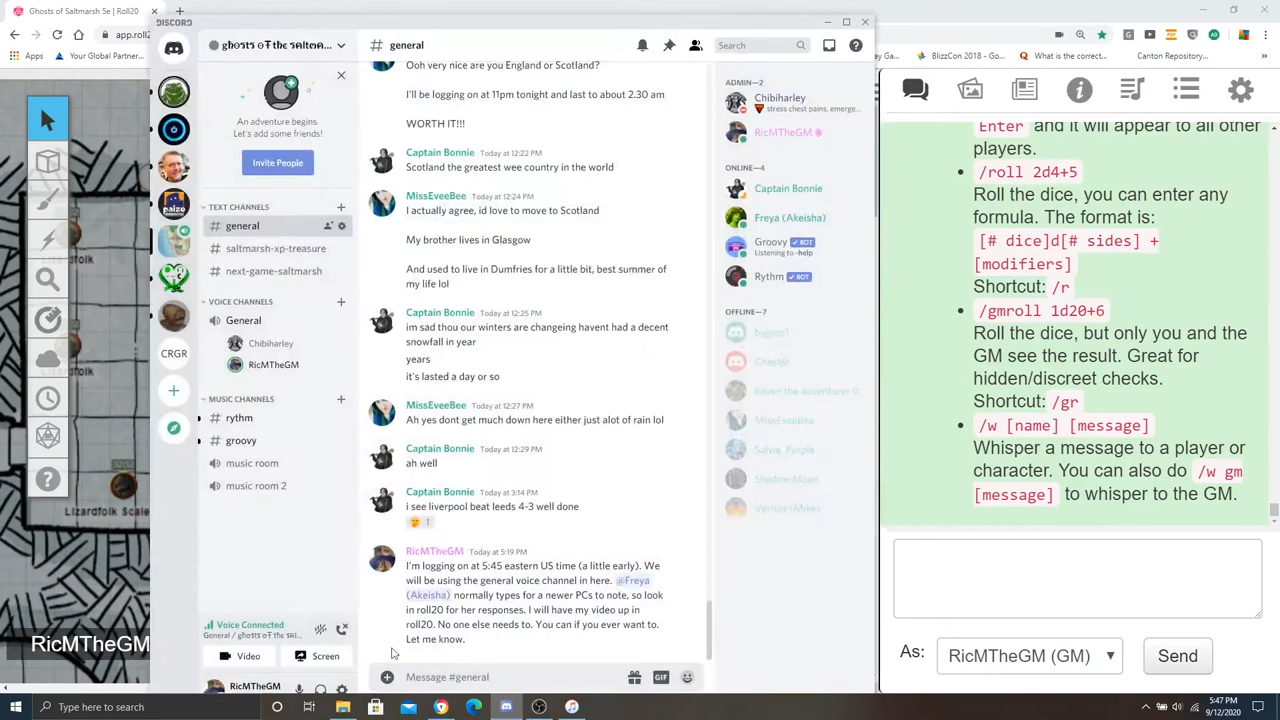 Ghosts of Saltmarsh 5e | Roll20
DISCORD
general
Search
app.roll2
Apps
Your Global Partner...
BlizzCon 2018 - Go...
What is the correct...
Canton Repository...
An adventure begins.
Let's add some friends!
Invite People
TEXT CHANNELS
general
saltmarsh-xp-treasure
next-game-saltmarsh
VOICE CHANNELS
General
Chibiharley
RicMTheGM
MUSIC CHANNELS
rythm
groovy
music room
music room 2
CRGR
Voice Connected
Video
Screen
RicMTheGM
Ooh very nice are you England or Scotland?
I'll be logging on at 11pm tonight and last to about 2.30 am
WORTH IT!!!
Captain Bonnie Today at 12:22 PM
Scotland the greatest wee country in the world
MissEveeBee Today at 12:24 PM
I actually agree, id love to move to Scotland
My brother lives in Glasgow
And used to live in Dumfries for a little bit, best summer of
my life lol
Captain Bonnie Today at 12:25 PM
im sad thou our winters are changeing havent had a decent
snowfall in year
years
it's lasted a day or so
MissEveeBee Today at 12:27 PM
Ah yes dont get much down here either just alot of rain lol
Captain Bonnie Today at 12:29 PM
ah well
Captain Bonnie Today at 3:14 PM
i see liverpool beat leeds 4-3 well done
1
RicMTheGM Today at 5:19 PM
I'm logging on at 5:45 eastern US time (a little early). We
will be using the general voice channel in here. @Freya
(Akeisha) normally types for a newer PCs to note, so look
in roll20 for her responses. I will have my video up in
roll20. No one else needs to. You can if you ever want to.
Let me know.
Message #general
GIF
ADMIN—2
Chibiharley
stress chest pains. emerge...
RicMTheGM
ONLINE—4
Captain Bonnie
Freya (Akeisha)
Groovy BOT
Listening to -help
Rythm BOT
OFFLINE—7
Chester
haven the adventurer
MissEveeBee
Salvia_Purple
Shadow Moon
Enter and it will appear to all other
players.
/roll 2d4+5
Roll the dice, you can enter any
formula. The format is:
[# dice]d[# sides] +
[modifiers]
Shortcut: /r
/gmroll 1d20+6
Roll the dice, but only you and the
GM see the result. Great for
hidden/discreet checks.
Shortcut: /gr
/w [name] [message]
Whisper a message to a player or
character. You can also do /w gm
[message] to whisper to the GM.
As: RicMTheGM (GM)
Send
Lizardfolk
Lizardfolk Scale
RicMTheGM
Type here to search
5:47 PM
9/12/2020